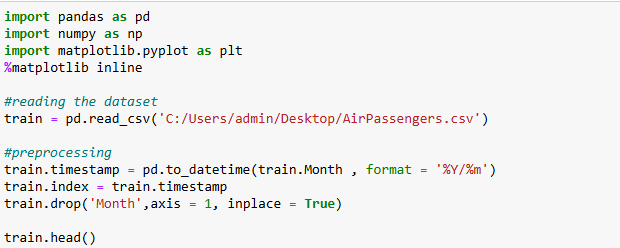 import pandas as pd
import numpy as np
import matplotlib.pyplot as plt
%matplotlib inline
#reading the dataset
train = pd.read_csv('C:/Users/admin/Desktop/AirPassengers.csv')
#preprocessing
train.timestamp = pd.to_datetime(train.Month , format = '%Y/%m')
train.index = train.timestamp
train.drop('Month',axis = 1, inplace = True)
train.head()